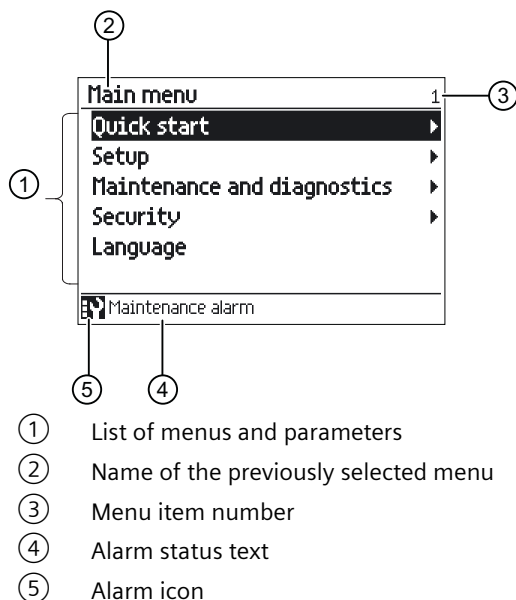 ②
Main menu 1
③
Quick start
Setup
Maintenance and diagnostics
Security
Language
①
Maintenance alarm
⑤ ④
① List of menus and parameters
② Name of the previously selected menu
③ Menu item number
④ Alarm status text
⑤ Alarm icon